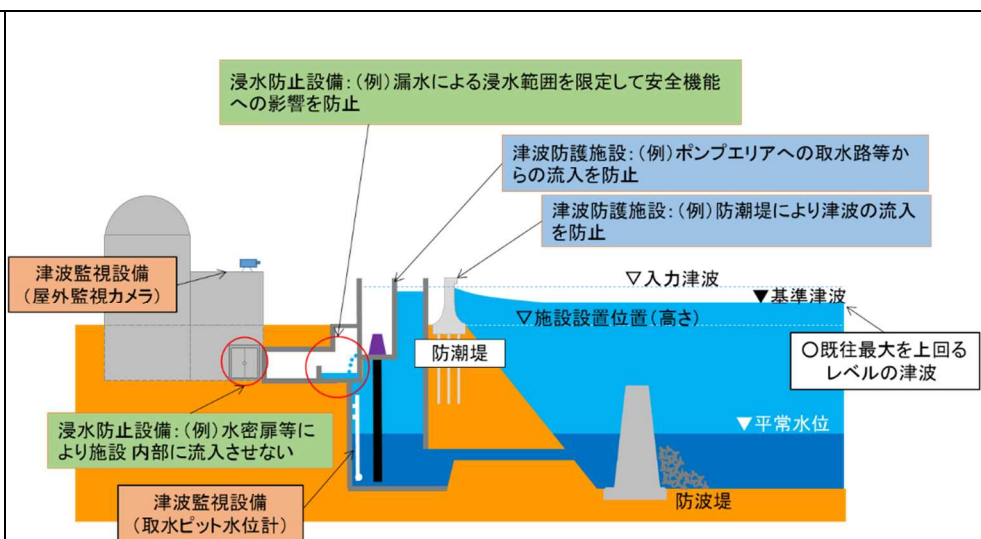 浸水防止設備:(例)漏水による浸水範囲を限定して安全機能
への影響を防止
津波防護施設:(例)ポンプエリアへの取水路等か
らの流入を防止
津波防護施設:(例)防潮堤により津波の流入
を防止
津波監視設備
(屋外監視カメラ)
▽入力津波
▼基準津波
▽施設設置位置(高さ)
防潮堤
○既往最大を上回る
レベルの津波
浸水防止設備:(例)水密扉等に
より施設 内部に流入させない
▼平常水位
津波監視設備
(取水ピット水位計)
防波堤